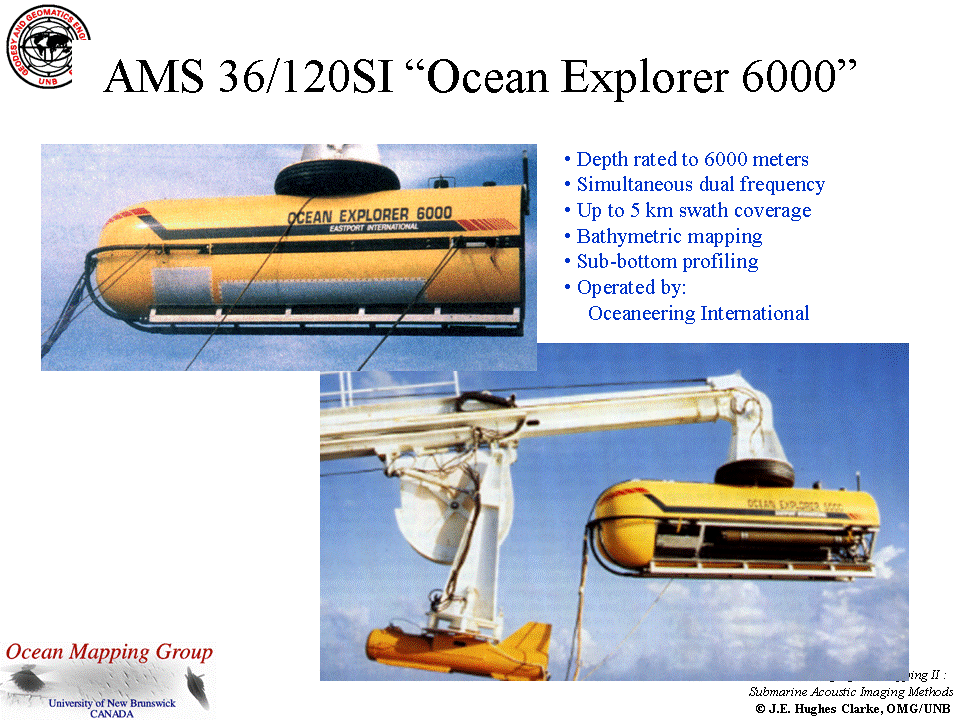 GEODESY AND GEOMATICS ENG
UNB
AMS 36/120SI “Ocean Explorer 6000”
OCEAN EXPLORER 6000
EASTPORT INTERNATIONAL
• Depth rated to 6000 meters
• Simultaneous dual frequency
• Up to 5 km swath coverage
• Bathymetric mapping
• Sub-bottom profiling
• Operated by:
Oceaneering International
OCEAN EXPLORER 6000
Ocean Mapping Group
University of New Brunswick
CANADA
II :
Submarine Acoustic Imaging Methods
© J.E. Hughes Clarke, OMG/UNB